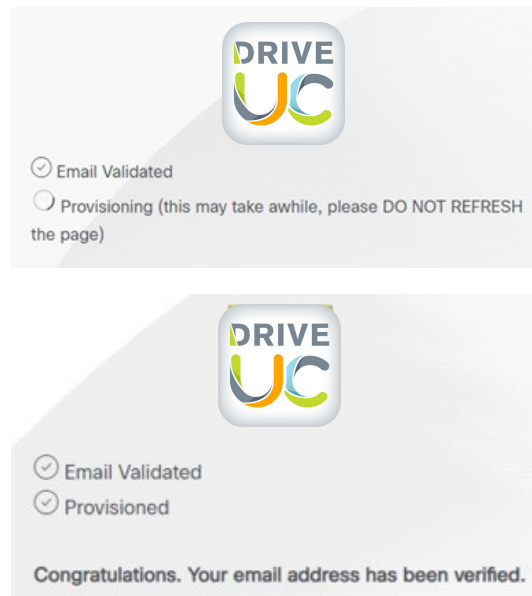 DRIVE
UC
Email Validated
Provisioning (this may take awhile, please DO NOT REFRESH
the page)
DRIVE
UC
Email Validated
Provisioned
Congratulations. Your email address has been verified.